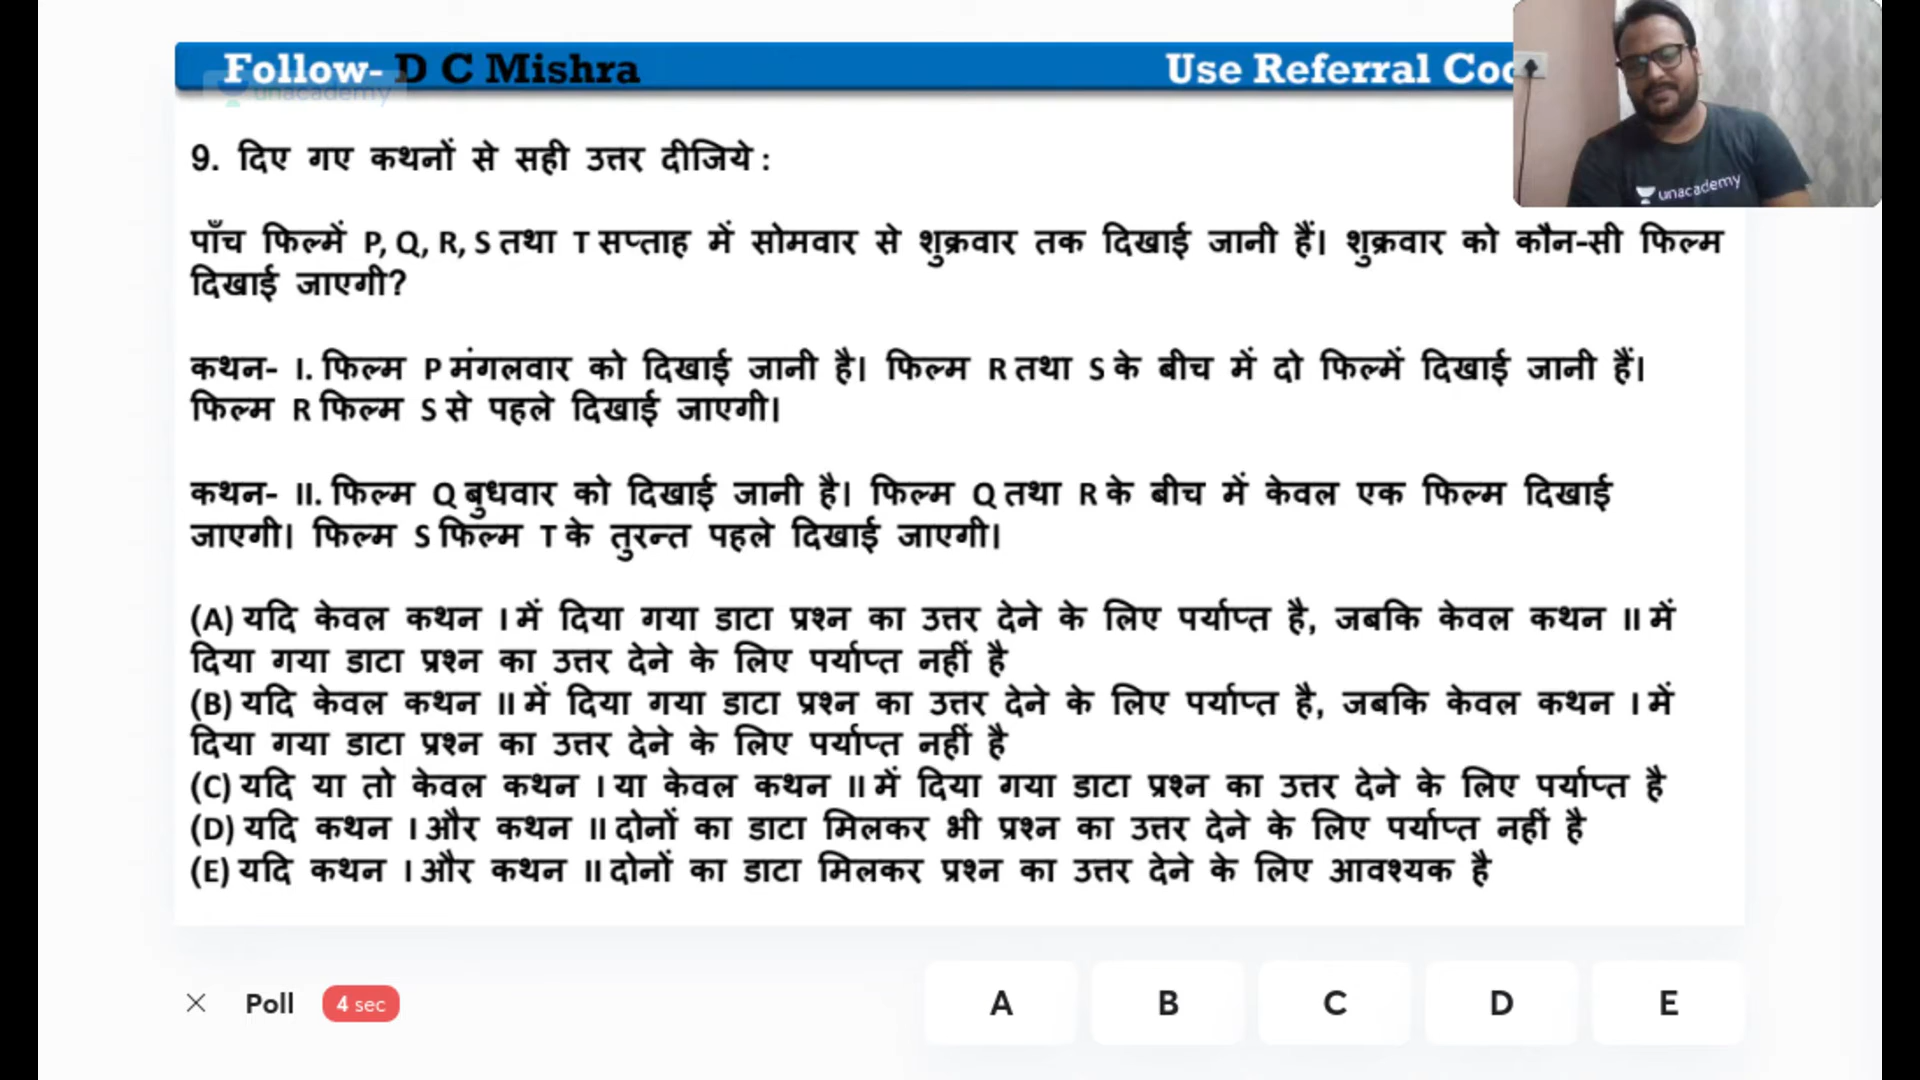 Follow- D C Mishra
Use Referral Cod
unacademy
unacademy
9. दिए गए कथनों से सही उत्तर दीजिये :
पाँच फिल्में P, Q, R, S तथा T सप्ताह में सोमवार से शुक्रवार तक दिखाई जानी हैं। शुक्रवार को कौन-सी फिल्म
दिखाई जाएगी?
कथन- I. फिल्म P मंगलवार को दिखाई जानी है। फिल्म R तथा S के बीच में दो फिल्में दिखाई जानी हैं।
फिल्म R फिल्म S से पहले दिखाई जाएगी।
कथन- II. फिल्म Q बुधवार को दिखाई जानी है। फिल्म Q तथा R के बीच में केवल एक फिल्म दिखाई
जाएगी। फिल्म S फिल्म T के तुरन्त पहले दिखाई जाएगी।
(A) यदि केवल कथन I में दिया गया डाटा प्रश्न का उत्तर देने के लिए पर्याप्त है, जबकि केवल कथन II में
दिया गया डाटा प्रश्न का उत्तर देने के लिए पर्याप्त नहीं है
(B) यदि केवल कथन II में दिया गया डाटा प्रश्न का उत्तर देने के लिए पर्याप्त है, जबकि केवल कथन I में
दिया गया डाटा प्रश्न का उत्तर देने के लिए पर्याप्त नहीं है
(C) यदि या तो केवल कथन I या केवल कथन II में दिया गया डाटा प्रश्न का उत्तर देने के लिए पर्याप्त है
(D) यदि कथन I और कथन II दोनों का डाटा मिलकर भी प्रश्न का उत्तर देने के लिए पर्याप्त नहीं है
(E) यदि कथन I और कथन II दोनों का डाटा मिलकर प्रश्न का उत्तर देने के लिए आवश्यक है
Poll 4 sec A B C D E